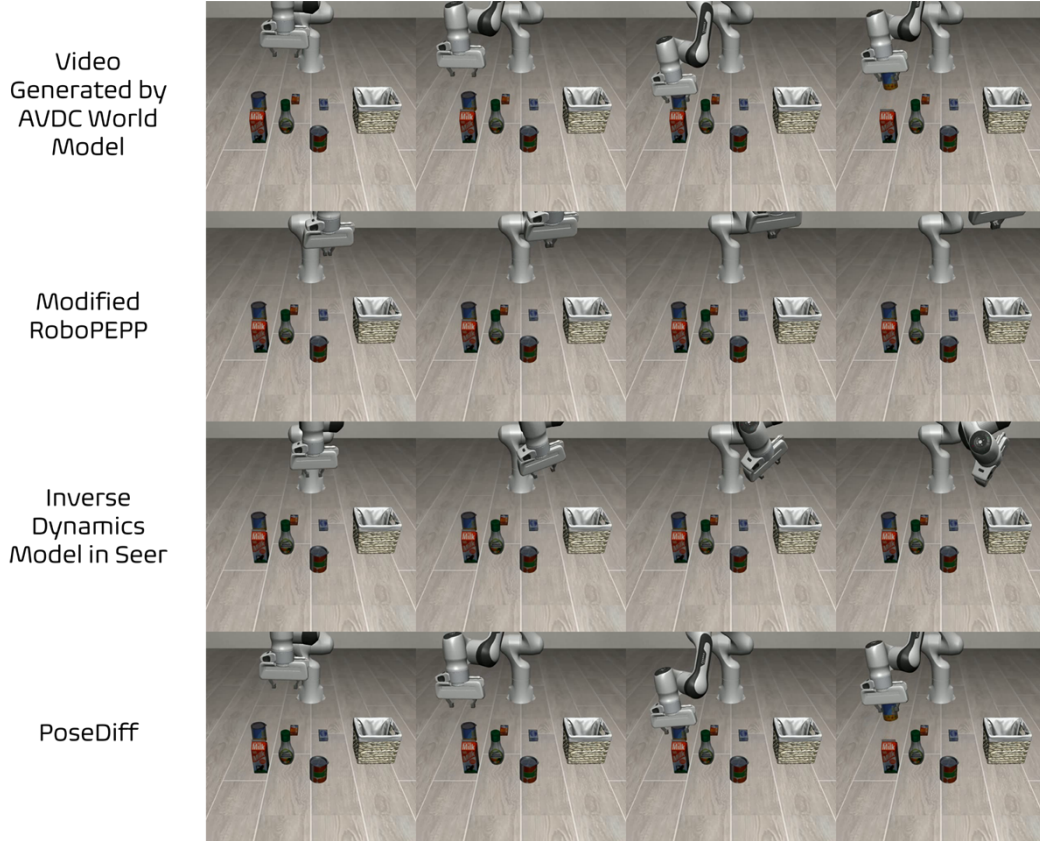 Video
Generated by
AVDC World
Model
Modified
RoboPEPP
Inverse
Dynamics
Model in Seer
PoseDiff